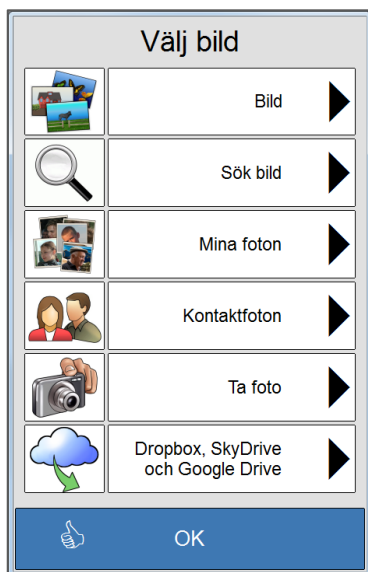 Välj bild
Bild
Sök bild
Mina foton
Kontaktfoton
Ta foto
Dropbox, SkyDrive
och Google Drive
OK